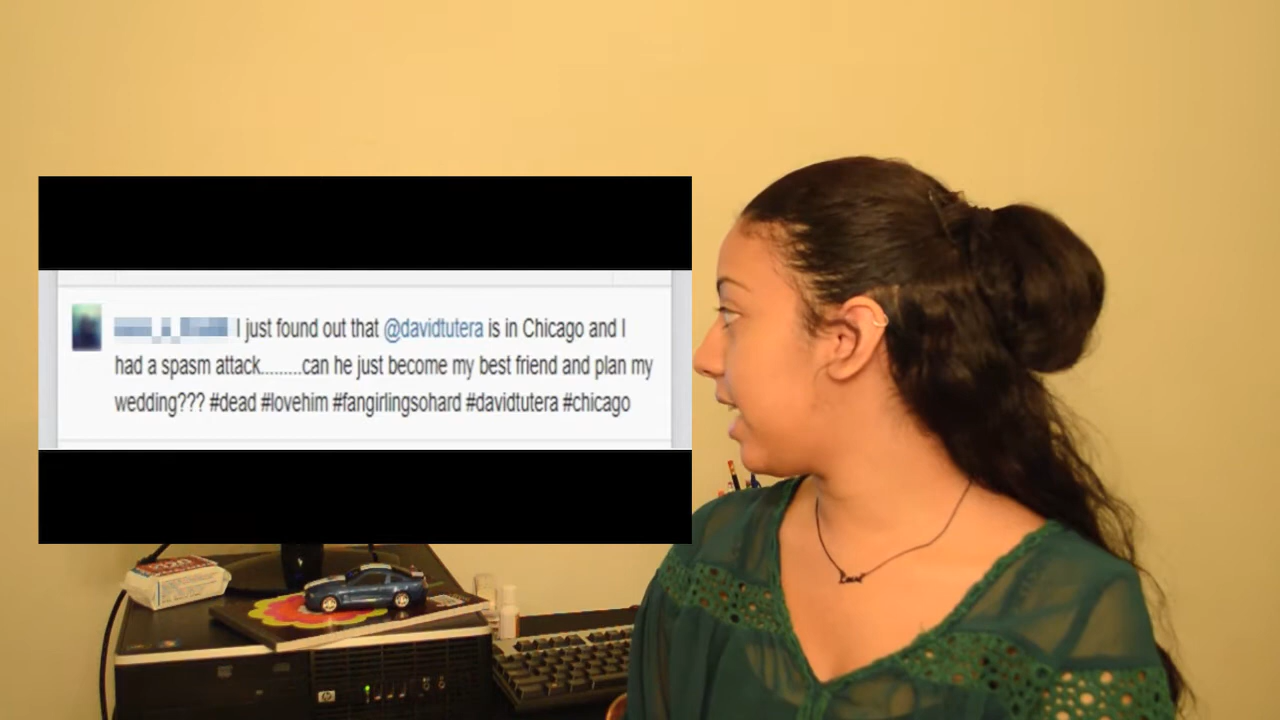 I just found out that @davidtutera is in Chicago and I
had a spasm attack.........can he just become my best friend and plan my
wedding??? #dead #lovehim #fangirlingsohard #davidtutera #chicago
hp